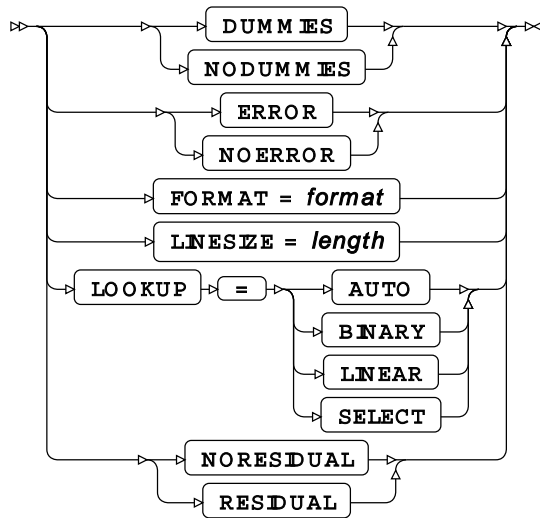 DUMMIES
NODUMMIES
ERROR
NOERROR
FORMAT = format
LINESIZE = length
LOOKUP = AUTO
BINARY
LINEAR
SELECT
NORESIDUAL
RESIDUAL